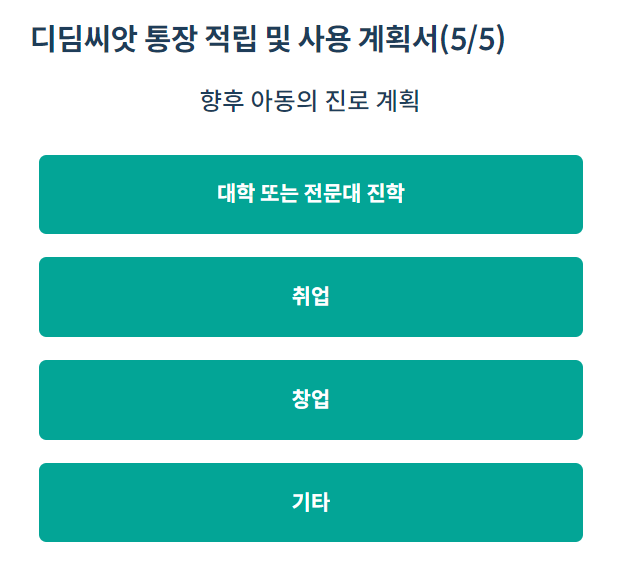 디딤씨앗 통장 적립 및 사용 계획서(5/5)
향후 아동의 진로 계획
대학 또는 전문대 진학
취업
창업
기타